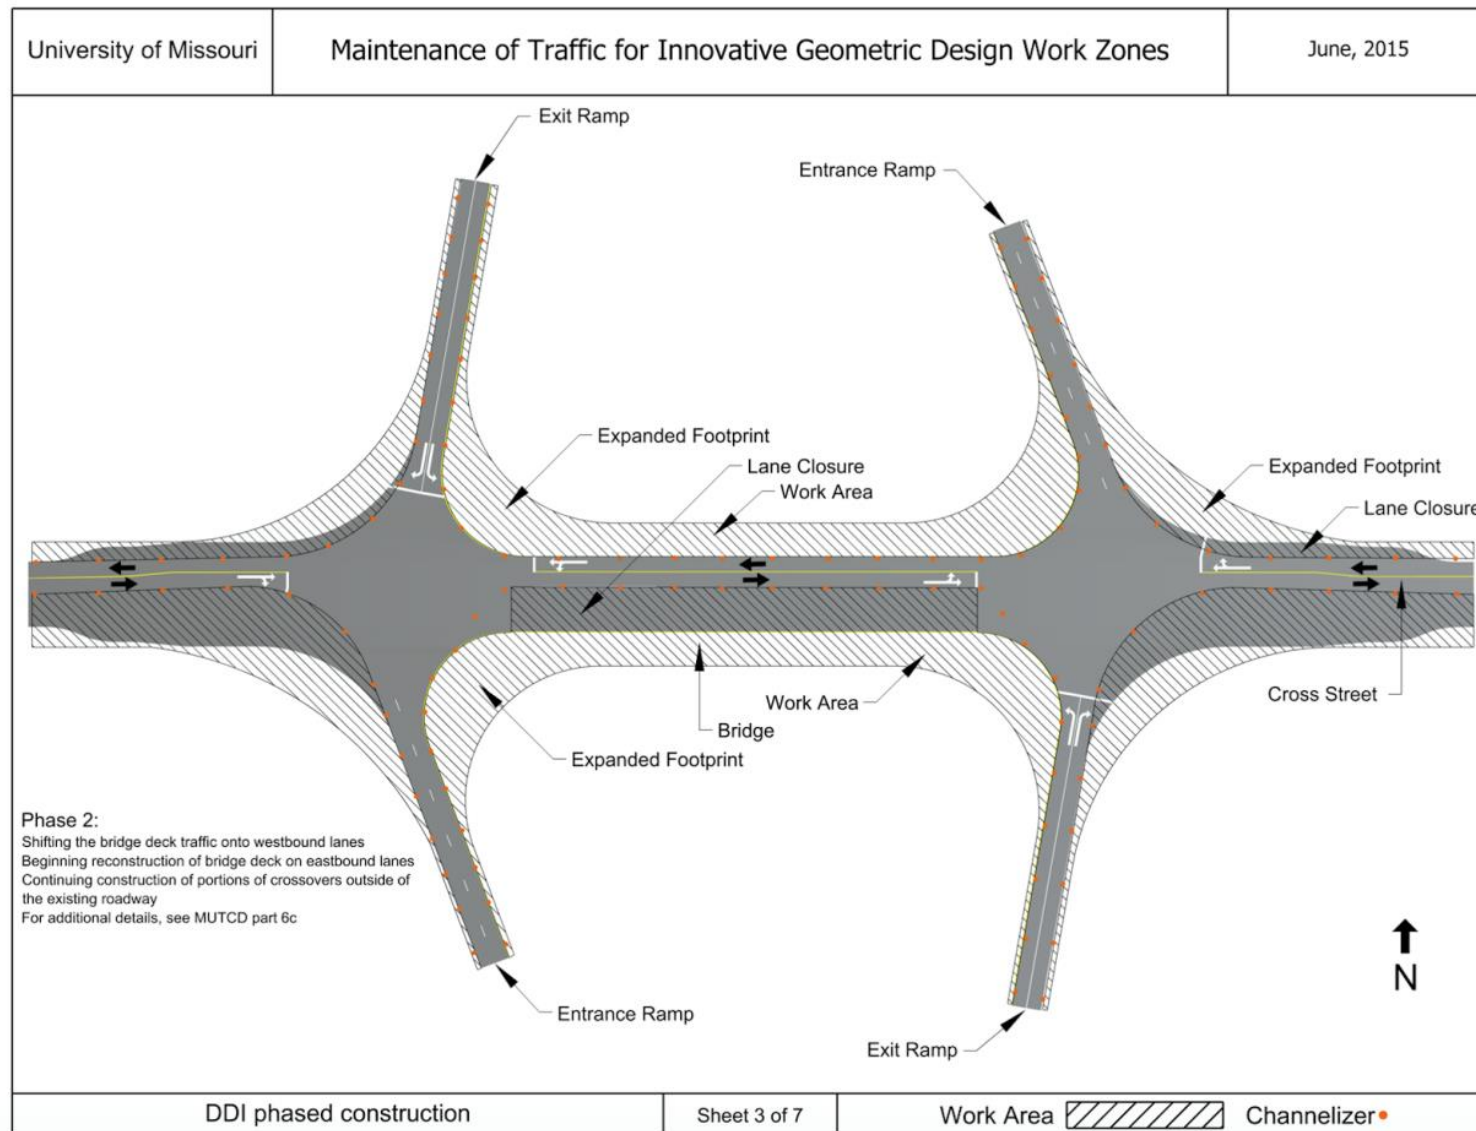 University of Missouri
Maintenance of Traffic for Innovative Geometric Design Work Zones
June, 2015
Exit Ramp
Entrance Ramp
Expanded Footprint
Lane Closure
Work Area
Expanded Footprint
Lane Closure
Cross Street
Work Area
Bridge
Expanded Footprint
Phase 2:
Shifting the bridge deck traffic onto westbound lanes
Beginning reconstruction of bridge deck on eastbound lanes
Continuing construction of portions of crossovers outside of
the existing roadway
For additional details, see MUTCD part 6c
N
Entrance Ramp
Exit Ramp
DDI phased construction
Sheet 3 of 7
Work Area
Channelizer